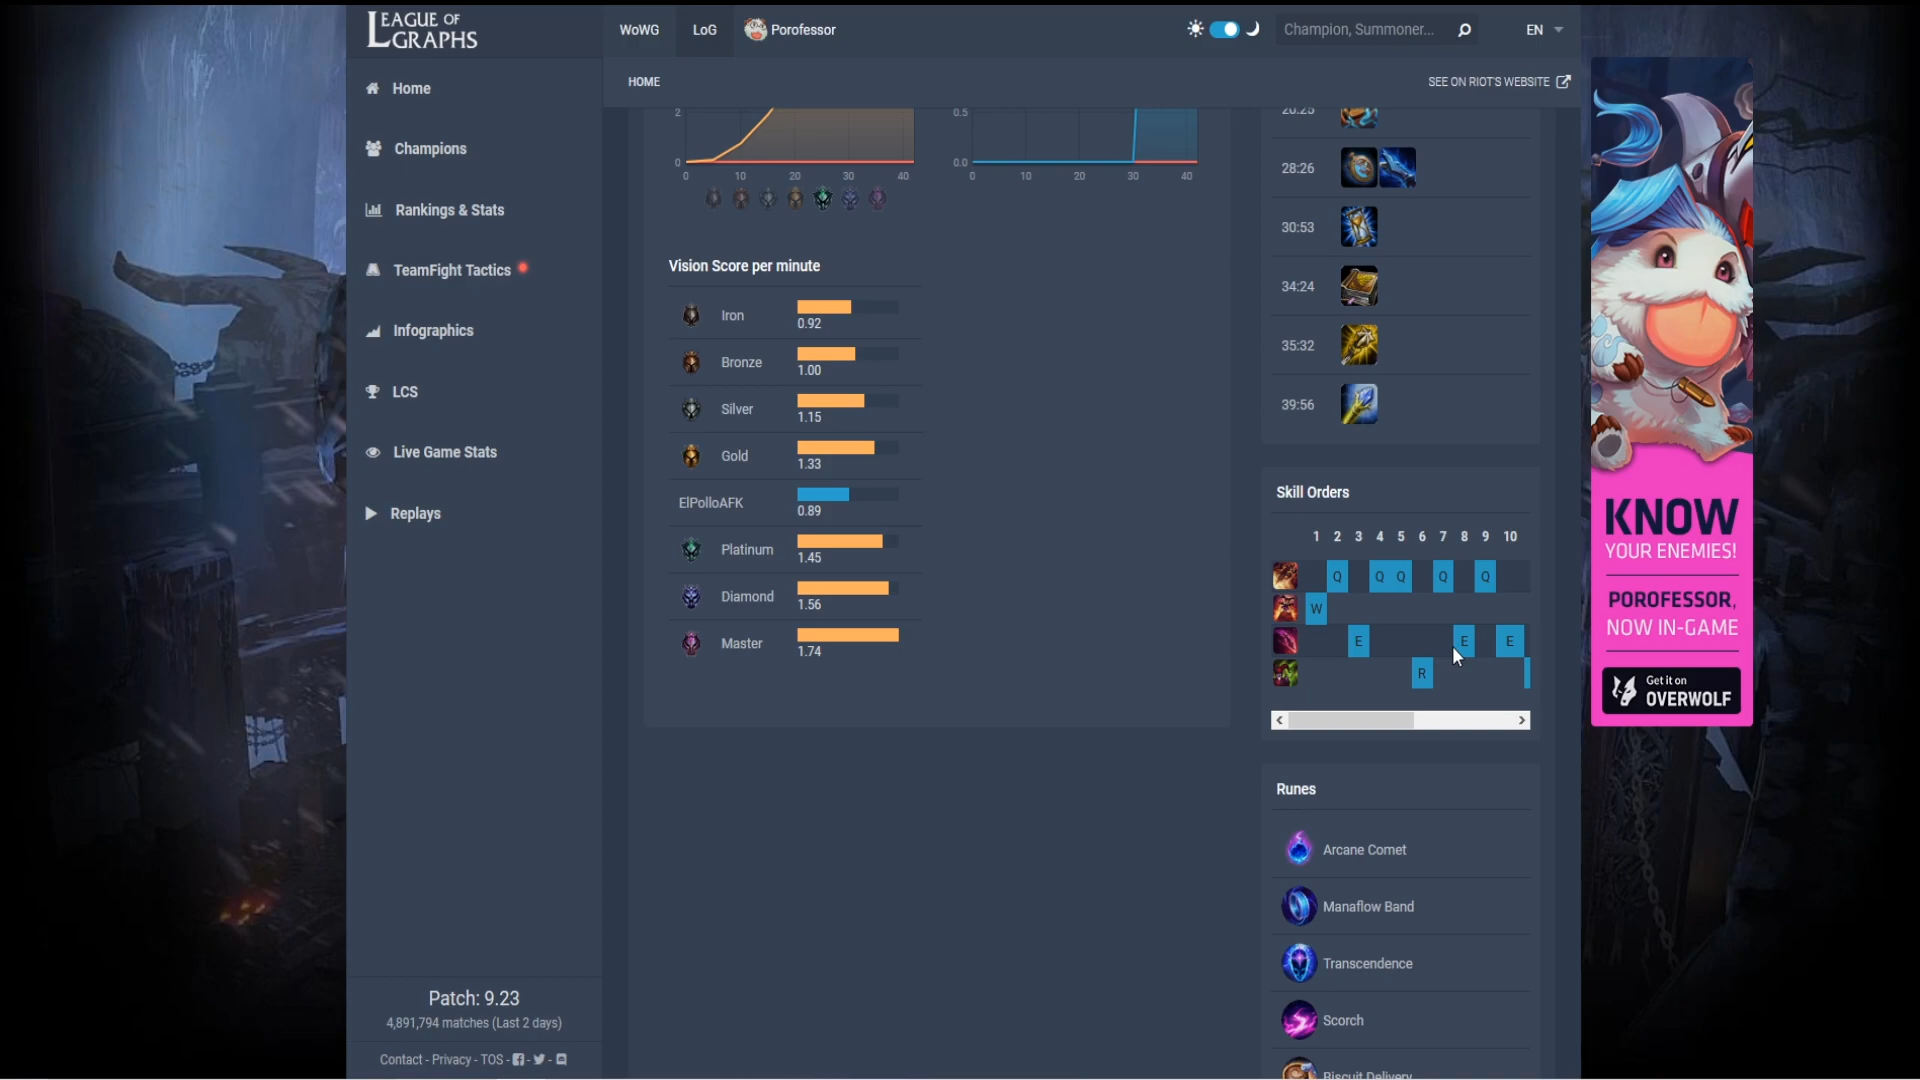 LEAGUE OF
GRAPHS
WoWG
LoG
Porofessor
Champion, Summoner...
EN
Home
Champions
Rankings & Stats
TeamFight Tactics
Infographics
LCS
Live Game Stats
Replays
Patch: 9.23
4,891,794 matches (Last 2 days)
Contact - Privacy - TOS - - -
HOME
SEE ON RIOT'S WEBSITE
2
0
0 10 20 30 40
0.5
0.0
0 10 20 30 40
Vision Score per minute
Iron
0.92
Bronze
1.00
Silver
1.15
Gold
1.33
ElPolloAFK
0.89
Platinum
1.45
Diamond
1.56
Master
1.74
28:26
30:53
34:24
35:32
39:56
Skill Orders
1 2 3 4 5 6 7 8 9 10
Q Q Q Q Q
W
E E E
R
Runes
Arcane Comet
Manaflow Band
Transcendence
Scorch
Biscuit Delivery
KNOW
YOUR ENEMIES!
POROFESSOR,
NOW IN-GAME
Get it on
OVERWOLF